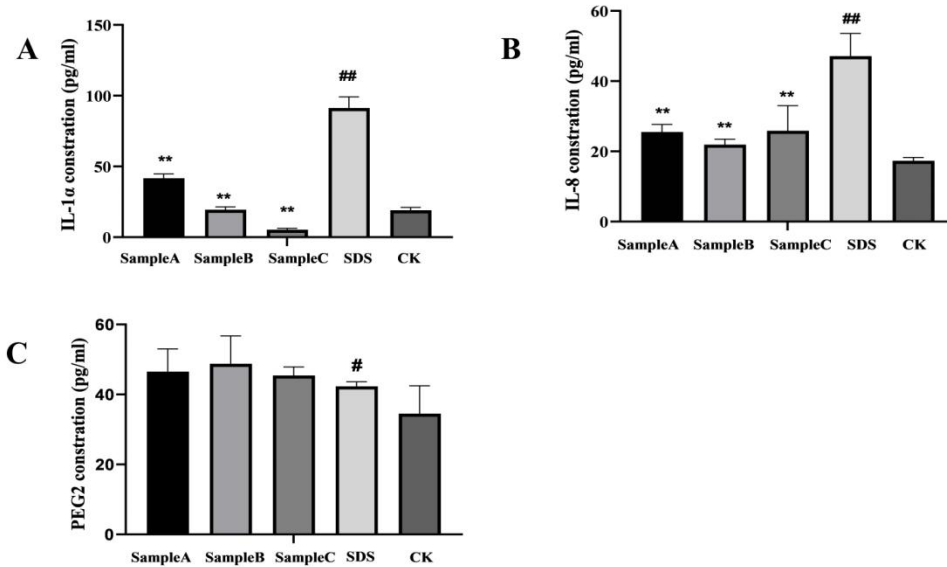 A
IL-1α constration (pg/ml)
150
100
50
0
**
**
**
##
SampleA SampleB SampleC SDS CK
B
IL-8 constration (pg/ml)
60
40
20
0
**
**
**
##
SampleA SampleB SampleC SDS CK
C
PEG2 constration (pg/ml)
60
40
20
0
#
SampleA SampleB SampleC SDS CK